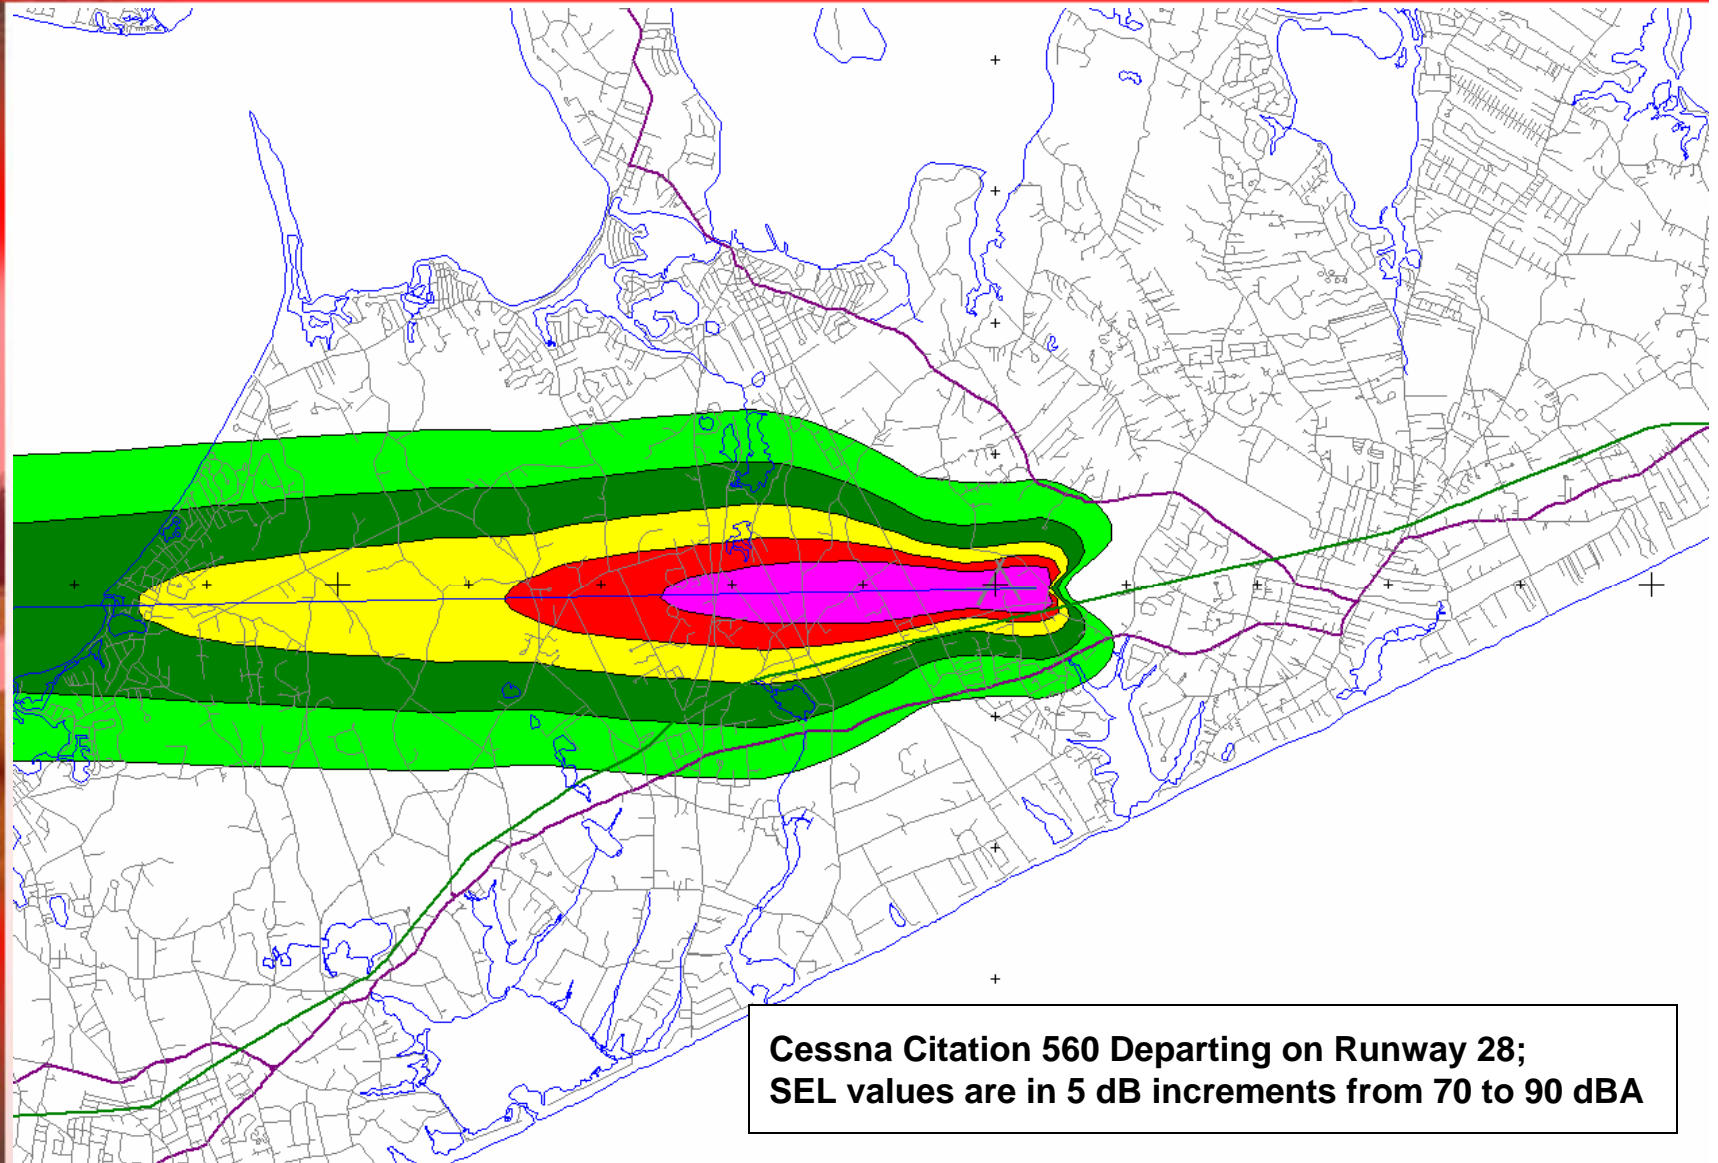 Cessna Citation 560 Departing on Runway 28;
SEL values are in 5 dB increments from 70 to 90 dBA